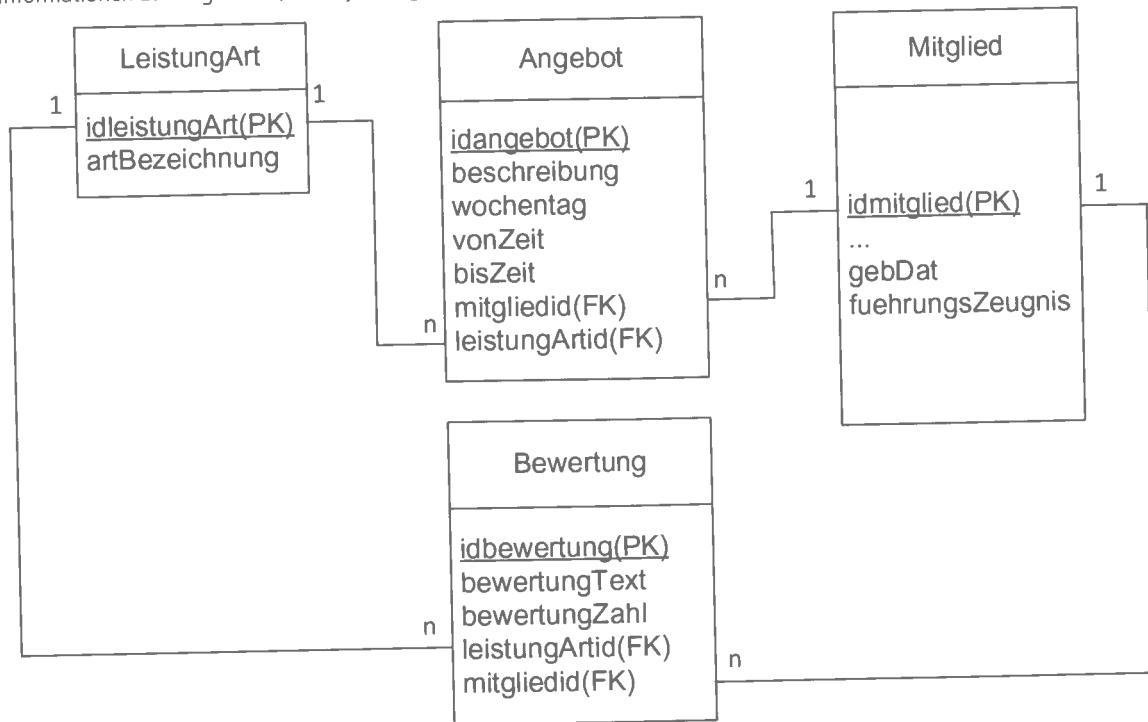 LeistungArt
1
1
idleistungArt(PK)
artBezeichnung
Angebot
idangebot(PK)
beschreibung
wochentag
vonZeit
bisZeit
mitgliedid(FK)
leistungArtid(FK)
n
n
Mitglied
1
1
idmitglied(PK)
...
gebDat
fuehrungsZeugnis
Bewertung
idbewertung(PK)
bewertungText
bewertungZahl
leistungArtid(FK)
mitgliedid(FK)
n
n